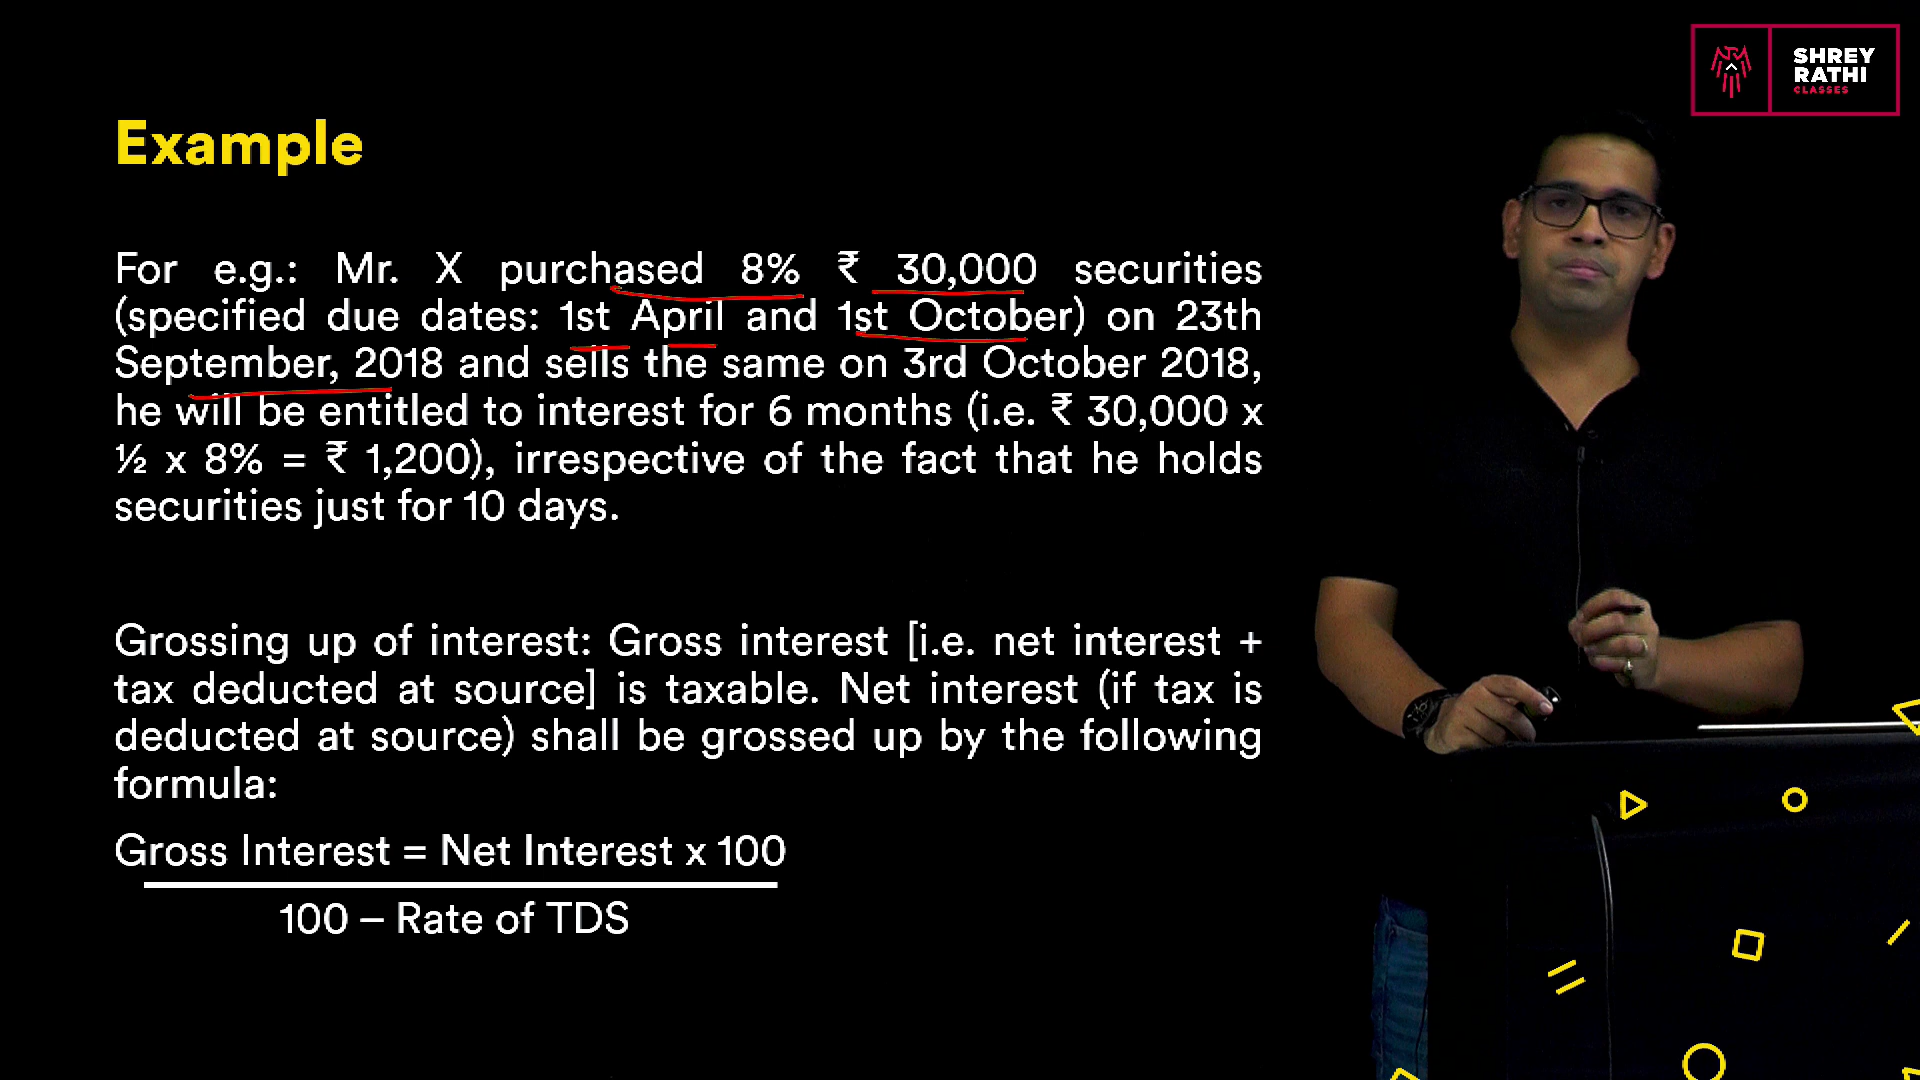 SHREY
RATHI
CLASSES
Example
For e.g.: Mr. X purchased 8% ₹ 30,000 securities
(specified due dates: 1st April and 1st October) on 23th
September, 2018 and sells the same on 3rd October 2018,
he will be entitled to interest for 6 months (i.e. ₹ 30,000 x
½ x 8% = ₹ 1,200), irrespective of the fact that he holds
securities just for 10 days.
Grossing up of interest: Gross interest [i.e. net interest +
tax deducted at source] is taxable. Net interest (if tax is
deducted at source) shall be grossed up by the following
formula:
Gross Interest = Net Interest x 100
100 – Rate of TDS